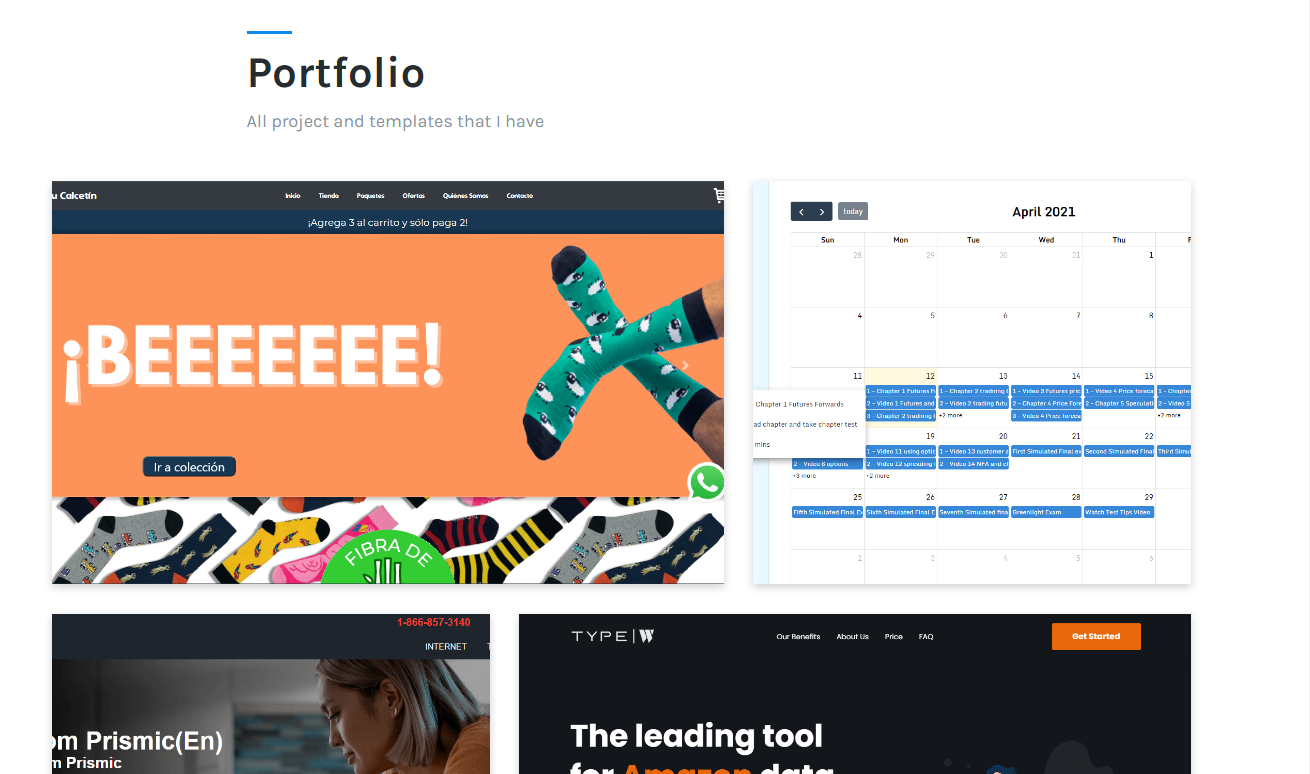 Portfolio
All project and templates that I have
u Calcetín
Inicio Tienda Paquetes Ofertas Quiénes Somos Contacto
¡Agrega 3 al carrito y sólo paga 2!
¡BEEEEEEE!
Ir a colección
FIBRA DE
today
April 2021
Sun Mon Tue Wed Thu F
28 29 30 31 1
4 5 6 7 8
11 12 13 14 15
1 - Chapter 1 Futures F 1 - Chapter 2 tradning 1 - Video 3 Futures pric 1 - Video 4 Price foreca 1 - Chapter
2 - Video 1 Futures and 2 - Video 2 trading futu 2 - Chapter 4 Price Fore 2 - Chapter 5 Speculati 2 - Video 5
3 - Chapter 2 tradning +2 more 3 - Video 4 Price foreca +2 more
Chapter 1 Futures Forwards
ad chapter and take chapter test
mins
19 20 21 22
1 - Video 11 using optic 1 - Video 13 customer a First Simulated Final ev Second Simulated Final Third Simul
2 - Video 8 options 2 - Video 12 spreading 2 - Video 14 NFA and cf
+3 more +2 more
25 26 27 28 29
Fifth Simulated Final Ev Sixth Simulated Final E Seventh Simulated fina Greenlight Exam Watch Test Tips Video
2 3 4 5 6
1-866-857-3140
INTERNET T
om Prismic(En)
m Prismic
TYPE|W
Our Benefits About Us Price FAQ
Get Started
The leading tool
for Amazon data